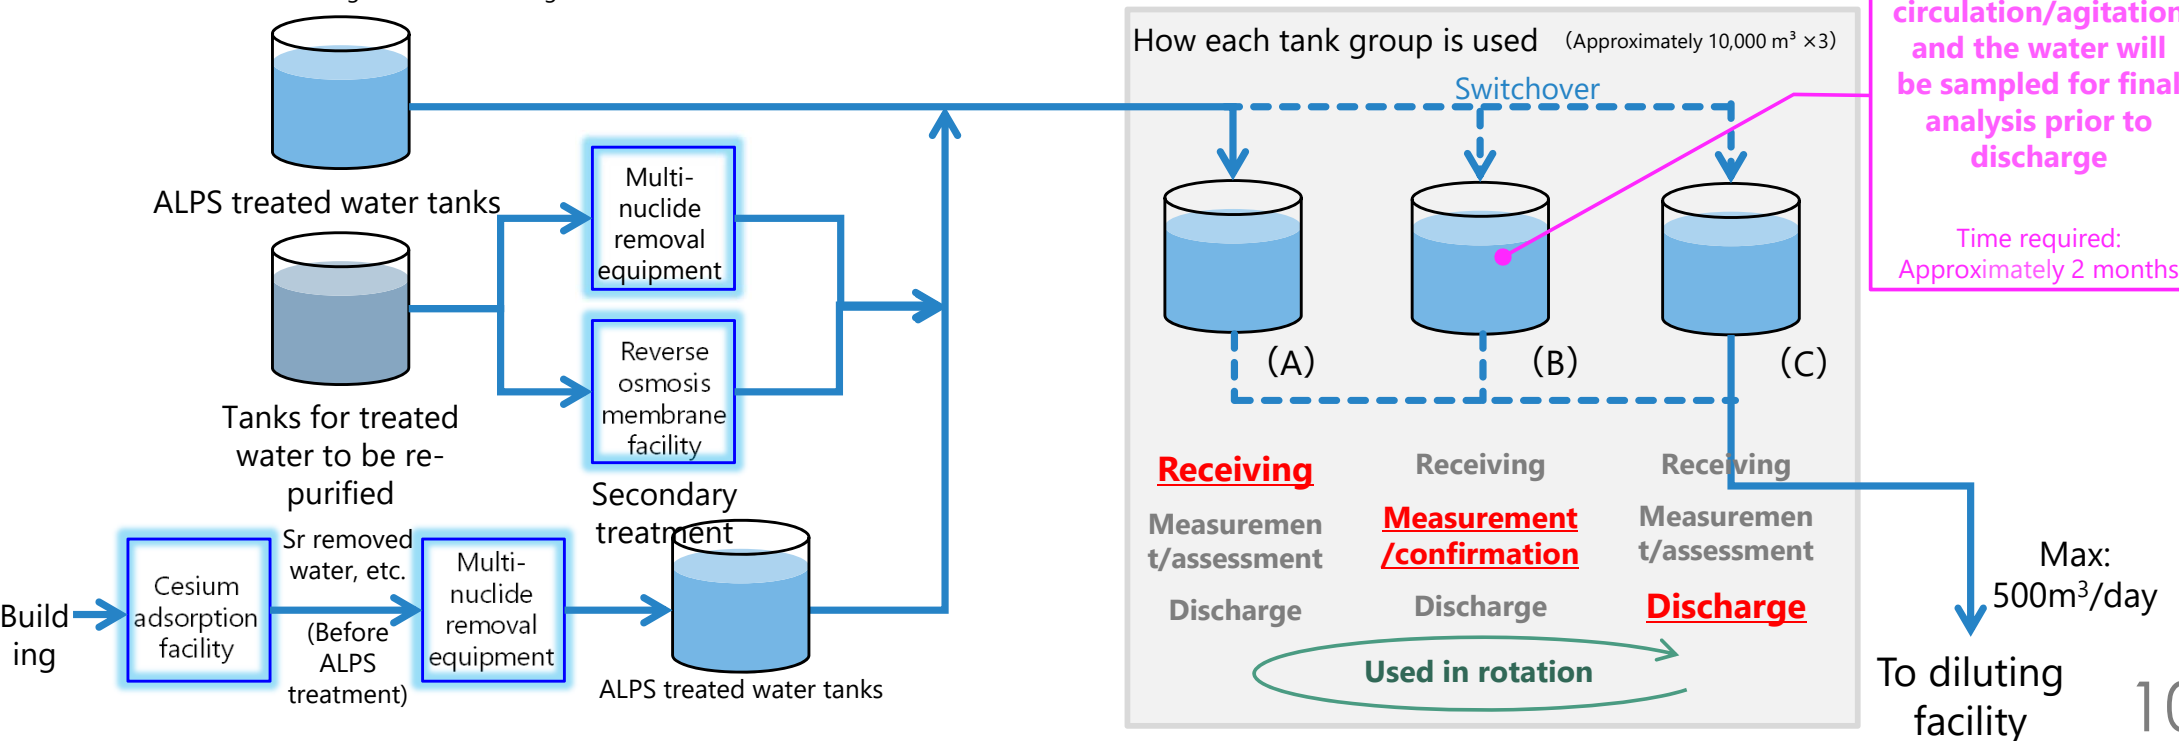 How each tank group is used (Approximately 10,000 m³ ×3)
Switchover
circulation/agitation
and the water will
be sampled for final
analysis prior to
discharge
Time required:
Approximately 2 months
ALPS treated water tanks
Multi-
nuclide
removal
equipment
Reverse
osmosis
membrane
facility
Tanks for treated
water to be re-
purified
Secondary
treatment
Build
ing
Cesium
adsorption
facility
Sr removed
water, etc.
(Before
ALPS
treatment)
Multi-
nuclide
removal
equipment
ALPS treated water tanks
(A)
(B)
(C)
Receiving
Measuremen
t/assessment
Discharge
Receiving
Measurement
/confirmation
Discharge
Receiving
Measuremen
t/assessment
Discharge
Used in rotation
Max:
500m³/day
To diluting
facility